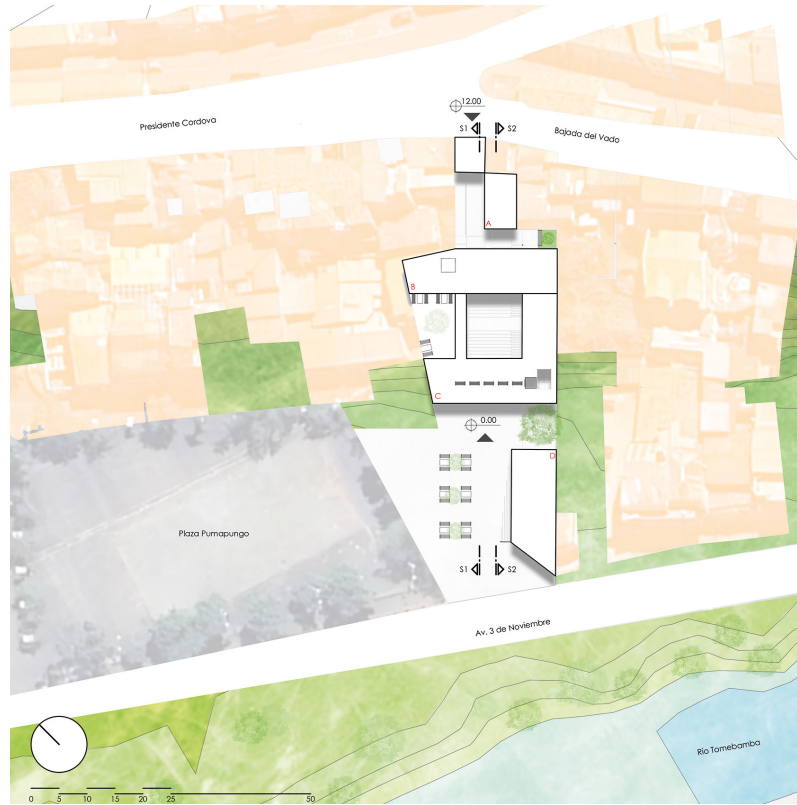 12.00
S1 S2
Presidente Cordova
Bajada del Vado
A
B
C
0.00
D
Plaza Pumapungo
S1 S2
Av. 3 de Noviembre
Río Tomebamba
0 5 10 15 20 25 50